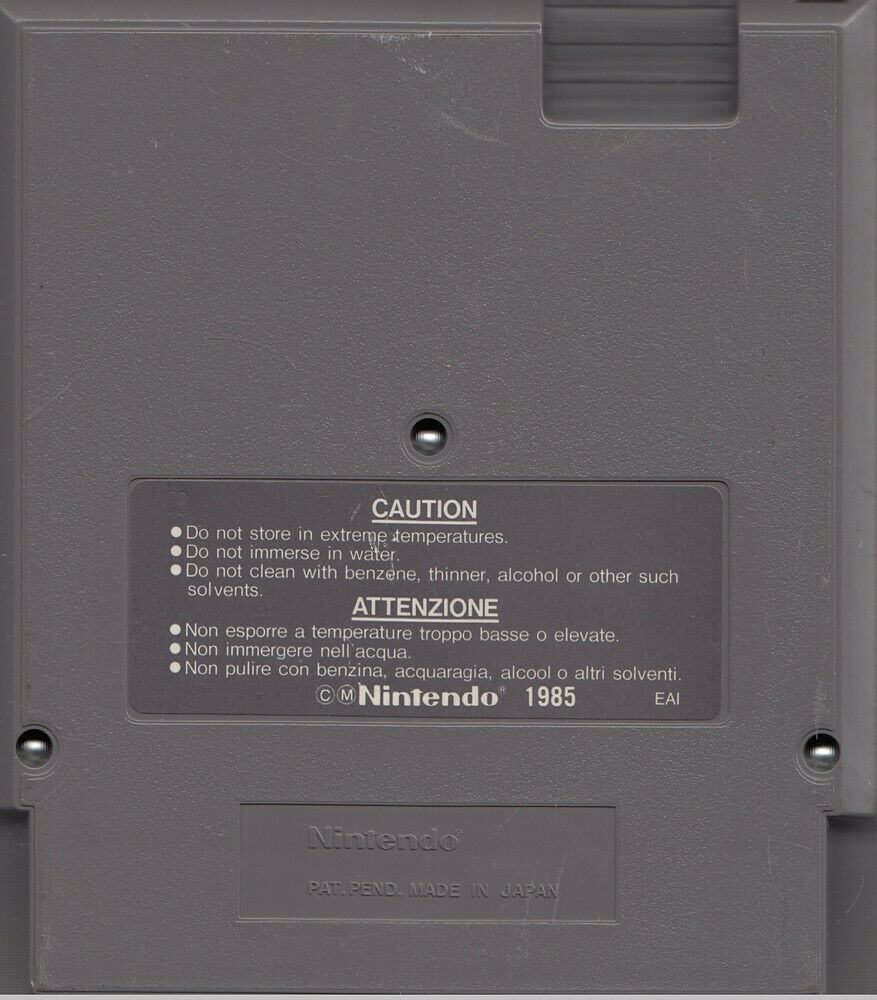 CAUTION
●Do not store in extreme temperatures.
●Do not immerse in water.
●Do not clean with benzene, thinner, alcohol or other such
solvents.
ATTENZIONE
●Non esporre a temperature troppo basse o elevate.
●Non immergere nell'acqua.
●Non pulire con benzina, acquaragia, alcool o altri solventi.
ⒸⓂNintendo® 1985 EAI
Nintendo®
PAT. PEND. MADE IN JAPAN